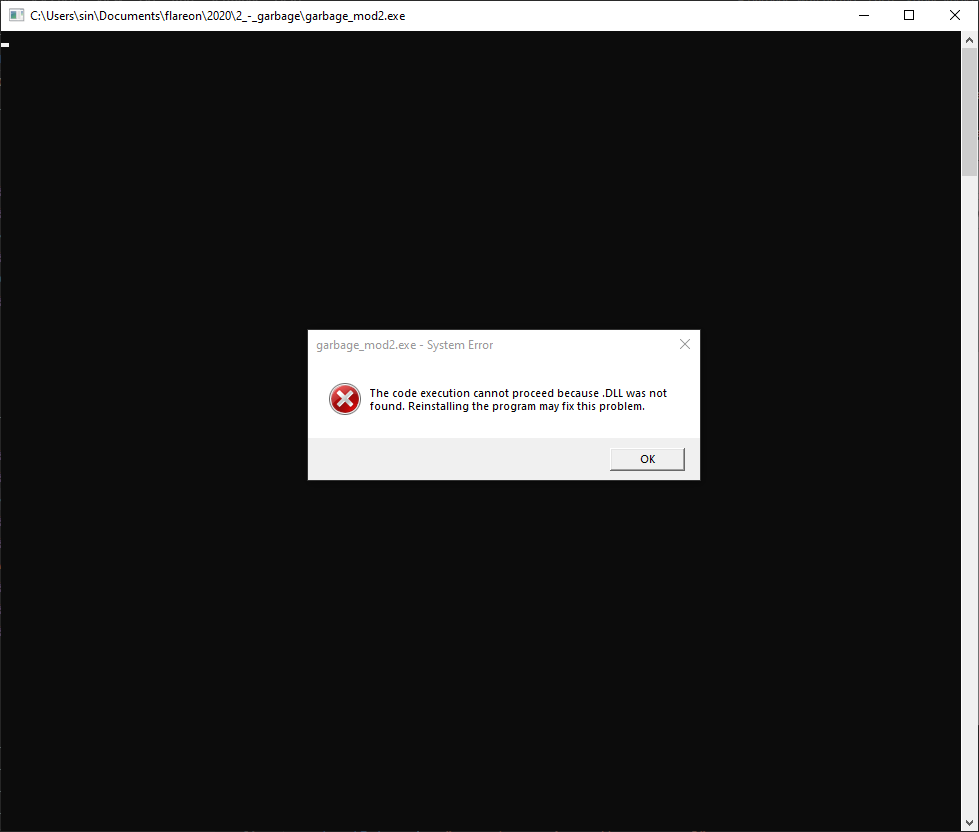 C:\Users\sin\Documents\flareon\2020\2_-_garbage\garbage_mod2.exe
garbage_mod2.exe - System Error
The code execution cannot proceed because .DLL was not
found. Reinstalling the program may fix this problem.
OK